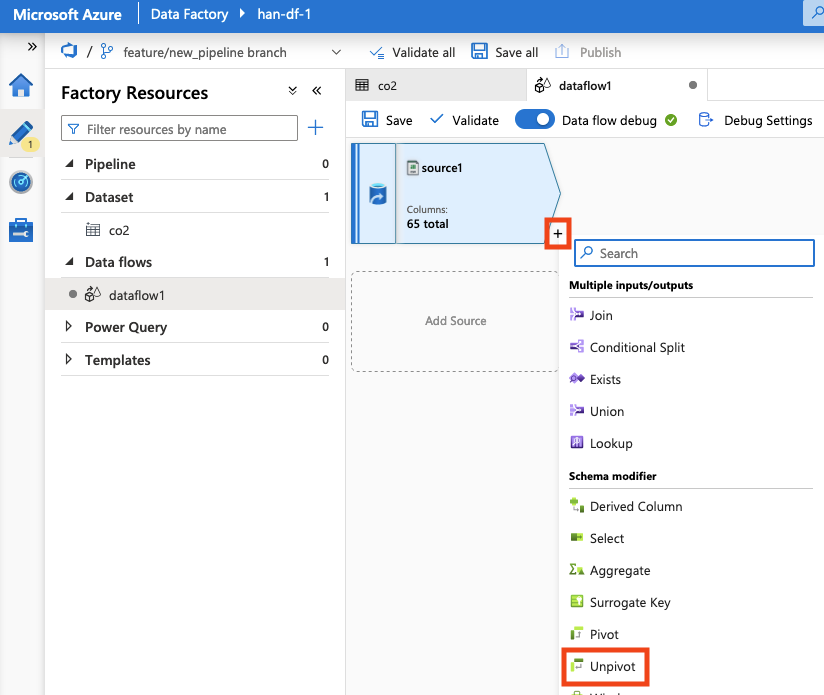 Microsoft Azure
Data Factory
han-df-1
/
feature/new_pipeline branch
Validate all
Save all
Publish
1
Factory Resources
Filter resources by name
Pipeline 0
Dataset 1
co2
Data flows 1
dataflow1
Power Query 0
Templates 0
co2
dataflow1
Save
Validate
Data flow debug
Debug Settings
source1
Columns:
65 total
+
Add Source
Search
Multiple inputs/outputs
Join
Conditional Split
Exists
Union
Lookup
Schema modifier
Derived Column
Select
Aggregate
Surrogate Key
Pivot
Unpivot